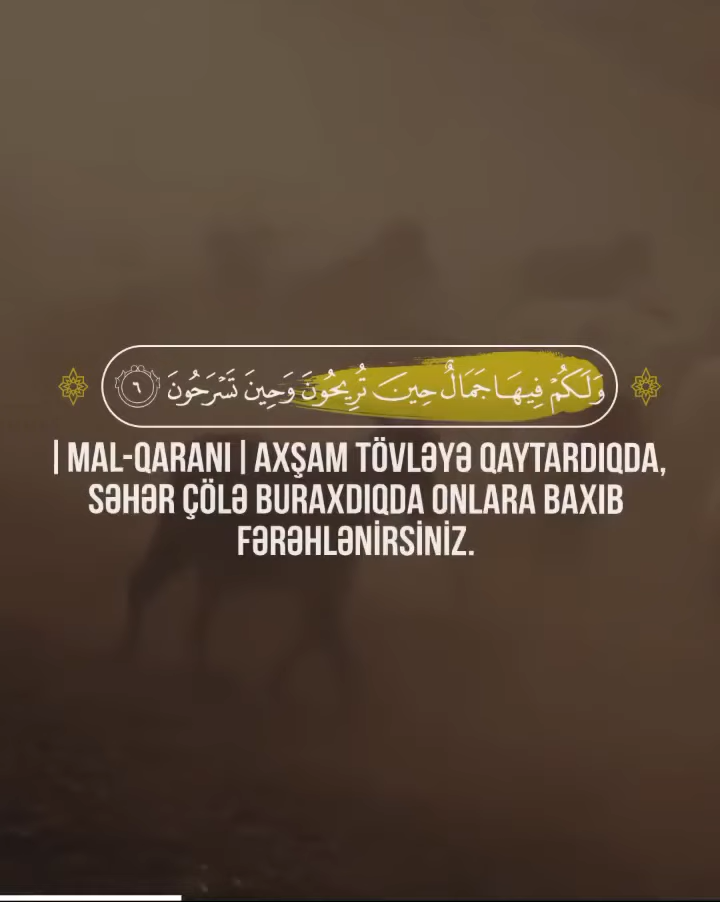 وَلَكُمْ فِيهَا جَمَالٌ حِينَ تُرِيحُونَ وَحِينَ تَسْرَحُونَ ٦
| MAL-QARANI | AXŞAM TÖVLƏYƏ QAYTARDIQDA,
SƏHƏR ÇÖLƏ BURAXDIQDA ONLARA BAXIB
FƏRƏHLƏNİRSİNİZ.